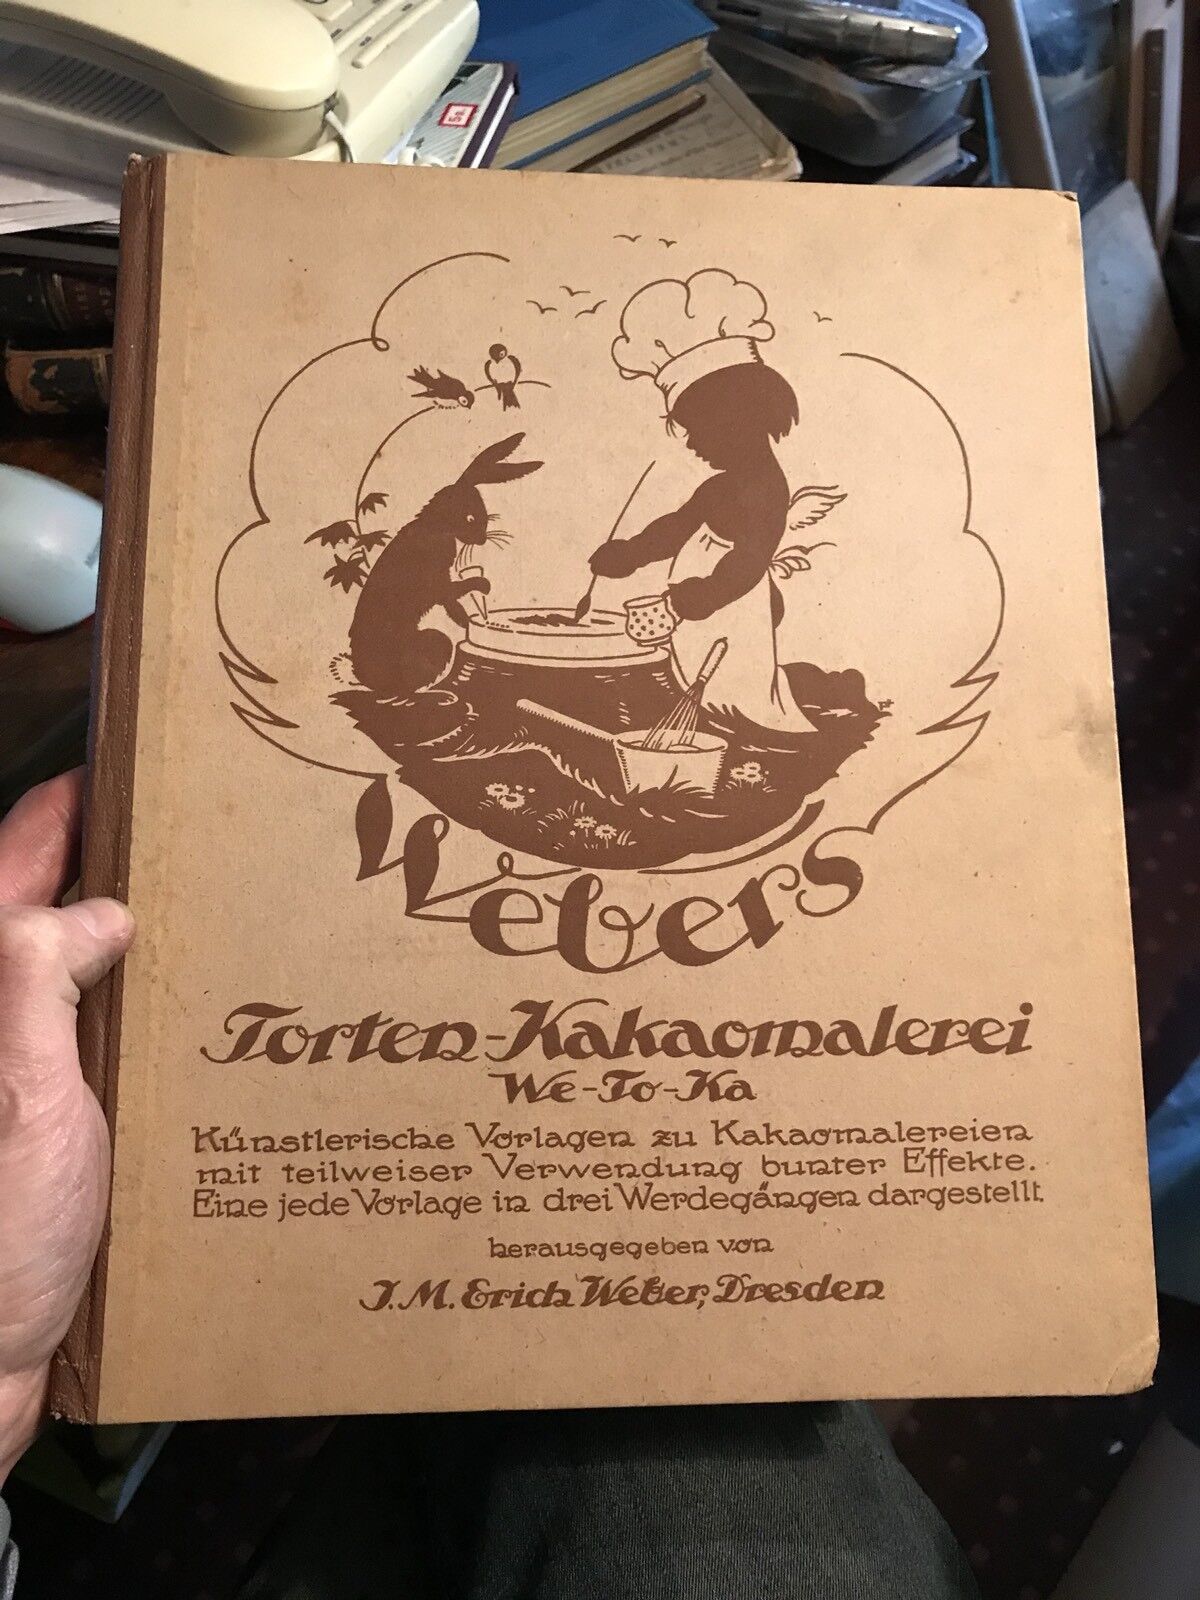 Webers
Torten-Kakaomalerei
We-To-Ka
Künstlerische Vorlagen zu Kakaomalereien
mit teilweiser Verwendung bunter Effekte.
Eine jede Vorlage in drei Werdegängen dargestellt.
herausgegeben von
J. M. Erich Weber, Dresden